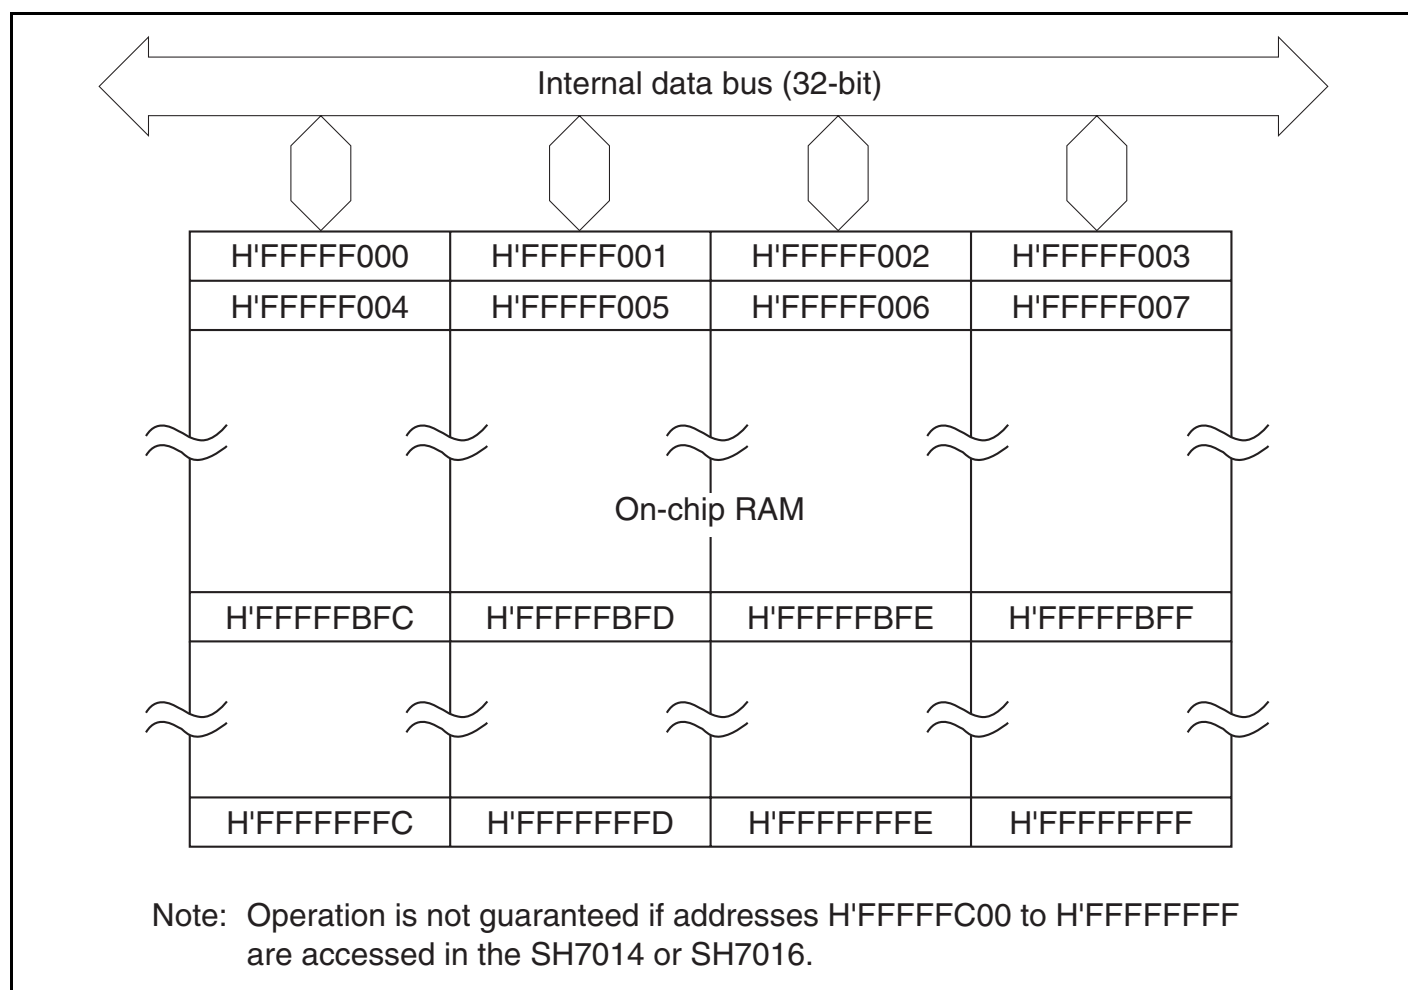 Internal data bus (32-bit)
H'FFFFF000 H'FFFFF001 H'FFFFF002 H'FFFFF003
H'FFFFF004 H'FFFFF005 H'FFFFF006 H'FFFFF007
On-chip RAM
H'FFFFFBFC H'FFFFFBFD H'FFFFFBFE H'FFFFFBFF
H'FFFFFFFC H'FFFFFFFD H'FFFFFFFE H'FFFFFFFF
Note: Operation is not guaranteed if addresses H'FFFFFC00 to H'FFFFFFFF
are accessed in the SH7014 or SH7016.